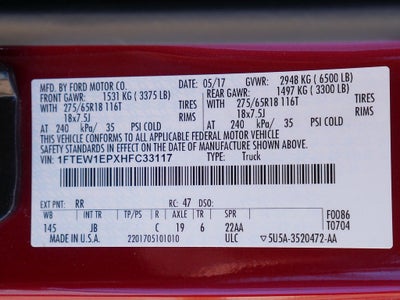 MFD. BY FORD MOTOR CO. 05/17 GVWR: 2948 KG ( 6500 LB)
FRONT GAWR: 1531 KG ( 3375 LB) REAR GAWR: 1497 KG ( 3300 LB)
WITH 275/65R18 116T TIRES WITH 275/65R18 116T TIRES
18x7.5J RIMS 18x7.5J RIMS
AT 240 kPa/ 35 PSI COLD AT 240 kPa/ 35 PSI COLD
THIS VEHICLE CONFORMS TO ALL APPLICABLE FEDERAL MOTOR VEHICLE
SAFETY STANDARDS IN EFFECT ON THE DATE OF MANUFACTURE SHOWN ABOVE.
VIN: 1FTEW1EPXHFC33117 TYPE: Truck
EXT PNT: RR RC: 47 DSO:
WB INT TR TP/PS R AXLE TR SPR F0086
145 JB C 19 6 22AA T0704
MADE IN U.S.A. 2201705101010 ULC ▽5U5A-3520472-AA